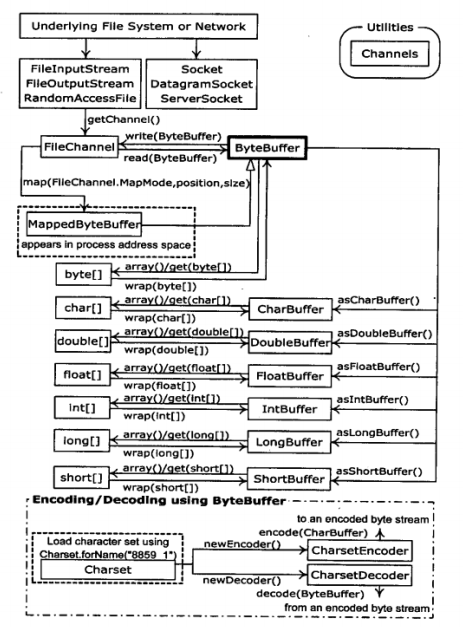 Underlying File System or Network
Utilities
Channels
FileInputStream
FileOutputStream
RandomAccessFile
Socket
DatagramSocket
ServerSocket
getChannel()
write(ByteBuffer)
FileChannel
ByteBuffer
read(ByteBuffer)
map(FileChannel.MapMode,position,size)
MappedByteBuffer
appears in process address space
byte[]
array()/get(byte[])
wrap(byte[])
char[]
array()/get(char[])
wrap(char[])
CharBuffer
asCharBuffer()
double[]
array()/get(double[])
wrap(double[])
DoubleBuffer
asDoubleBuffer()
float[]
array()/get(float[])
wrap(float[])
FloatBuffer
asFloatBuffer()
int[]
array()/get(int[])
wrap(int[])
IntBuffer
asIntBuffer()
long[]
array()/get(long[])
wrap(long[])
LongBuffer
asLongBuffer()
short[]
array()/get(short[])
wrap(short[])
ShortBuffer
asShortBuffer()
Encoding/Decoding using ByteBuffer
to an encoded byte stream
encode(CharBuffer)
Load character set using
Charset.forName("8859_1")
Charset
newEncoder()
CharsetEncoder
newDecoder()
CharsetDecoder
decode(ByteBuffer)
from an encoded byte stream